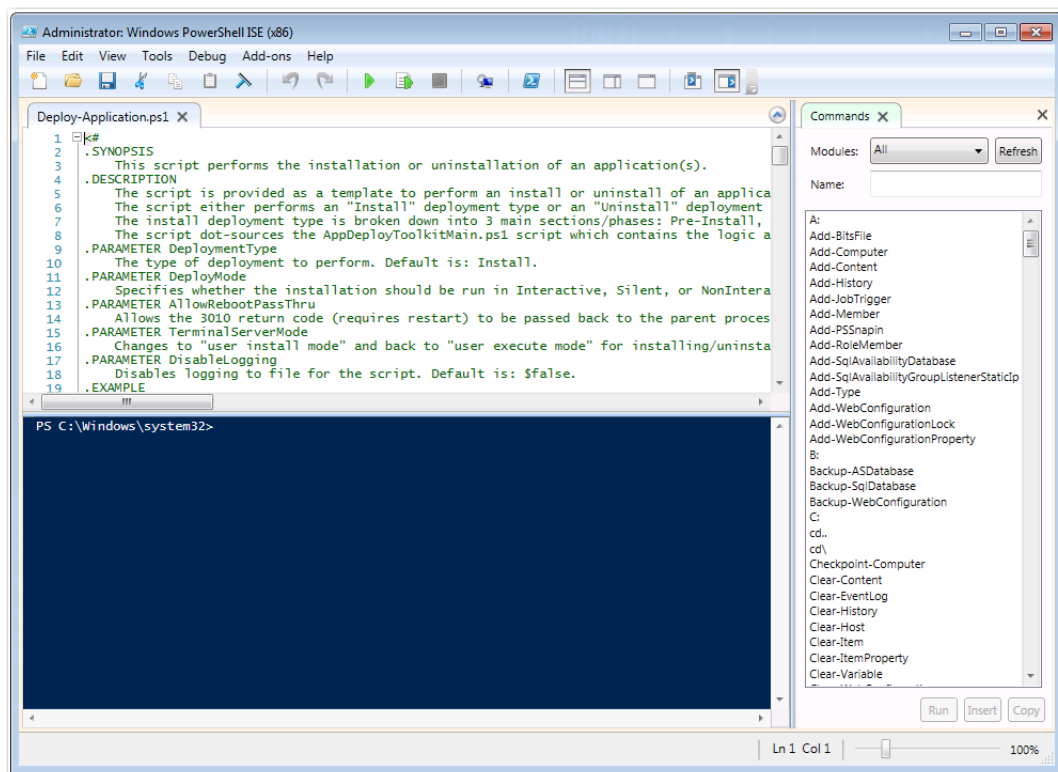 Administrator: Windows PowerShell ISE (x86)
File Edit View Tools Debug Add-ons Help
Deploy-Application.ps1
1 <#
2 .SYNOPSIS
3 This script performs the installation or uninstallation of an application(s).
4 .DESCRIPTION
5 The script is provided as a template to perform an install or uninstall of an applica
6 The script either performs an "Install" deployment type or an "Uninstall" deployment
7 The install deployment type is broken down into 3 main sections/phases: Pre-Install,
8 The script dot-sources the AppDeployToolkitMain.ps1 script which contains the logic a
9 .PARAMETER DeploymentType
10 The type of deployment to perform. Default is: Install.
11 .PARAMETER DeployMode
12 Specifies whether the installation should be run in Interactive, Silent, or NonIntera
13 .PARAMETER AllowRebootPassThru
14 Allows the 3010 return code (requires restart) to be passed back to the parent proces
15 .PARAMETER TerminalServerMode
16 Changes to "user install mode" and back to "user execute mode" for installing/uninsta
17 .PARAMETER DisableLogging
18 Disables logging to file for the script. Default is: $false.
19 .EXAMPLE
PS C:\Windows\system32>
Commands
Modules: All Refresh
Name:
A:
Add-BitsFile
Add-Computer
Add-Content
Add-History
Add-JobTrigger
Add-Member
Add-PSSnapin
Add-RoleMember
Add-SqlAvailabilityDatabase
Add-SqlAvailabilityGroupListenerStaticIp
Add-Type
Add-WebConfiguration
Add-WebConfigurationLock
Add-WebConfigurationProperty
B:
Backup-ASDatabase
Backup-SqlDatabase
Backup-WebConfiguration
C:
cd..
cd\
Checkpoint-Computer
Clear-Content
Clear-EventLog
Clear-History
Clear-Host
Clear-Item
Clear-ItemProperty
Clear-Variable
Run Insert Copy
Ln 1 Col 1 100%